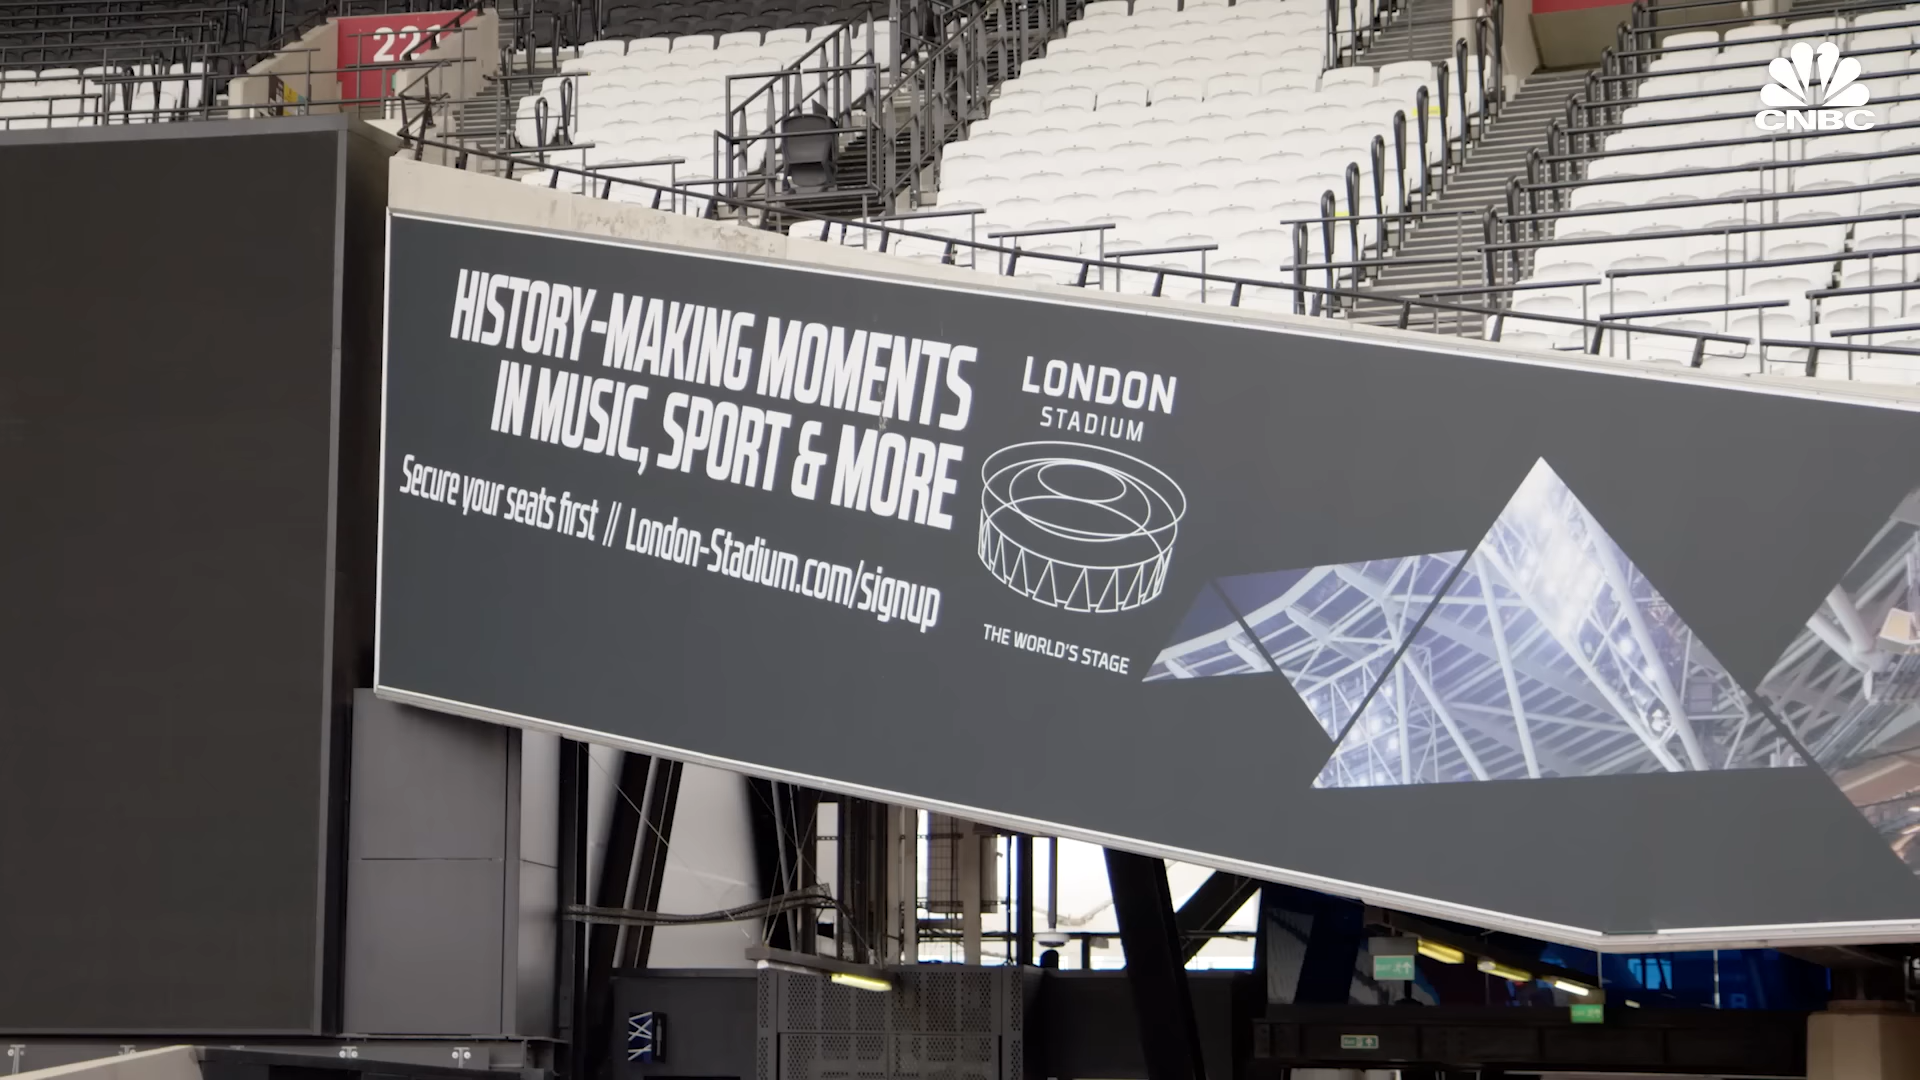 22
CNBC
HISTORY-MAKING MOMENTS
IN MUSIC, SPORT & MORE
Secure your seats first // London-Stadium.com/signup
LONDON
STADIUM
THE WORLD'S STAGE